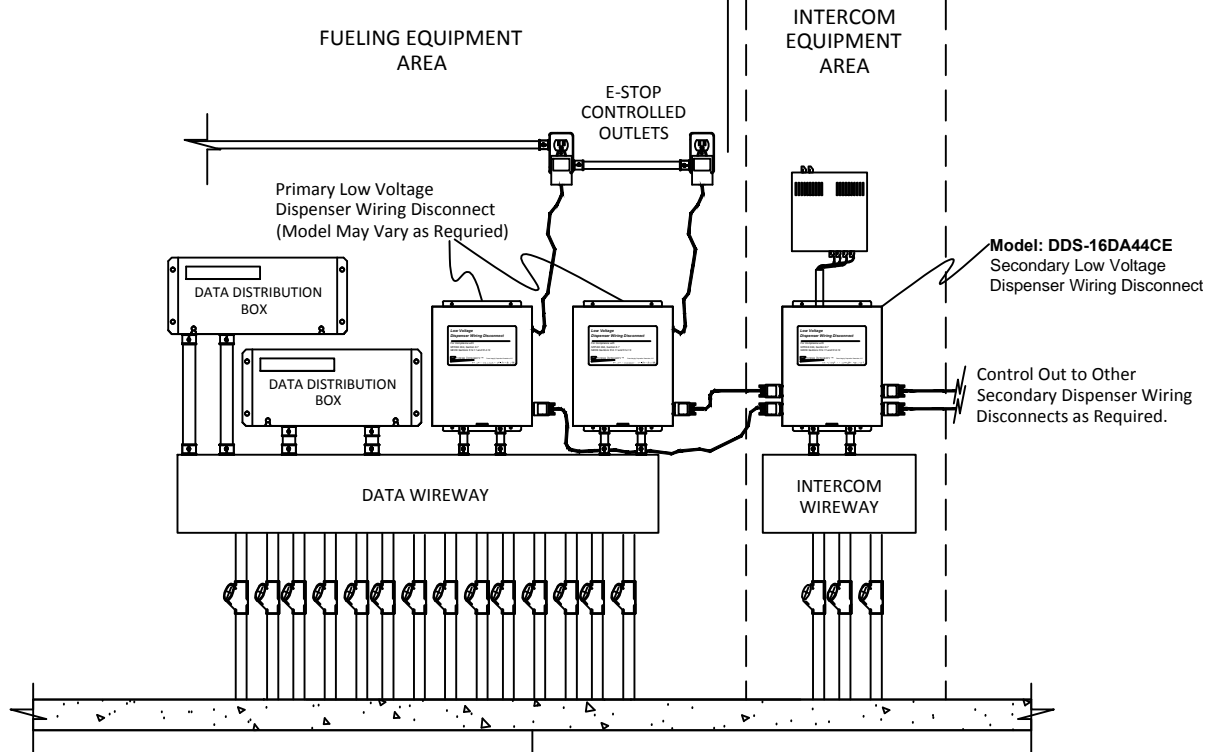 FUELING EQUIPMENT
AREA
INTERCOM
EQUIPMENT
AREA
E-STOP
CONTROLLED
OUTLETS
Primary Low Voltage
Dispenser Wiring Disconnect
(Model May Vary as Requried)
Model: DDS-16DA44CE
Secondary Low Voltage
Dispenser Wiring Disconnect
DATA DISTRIBUTION
BOX
DATA DISTRIBUTION
BOX
Low Voltage
Dispenser Wiring Disconnect
Low Voltage
Dispenser Wiring Disconnect
Low Voltage
Dispenser Wiring Disconnect
Control Out to Other
Secondary Dispenser Wiring
Disconnects as Required.
DATA WIREWAY
INTERCOM
WIREWAY